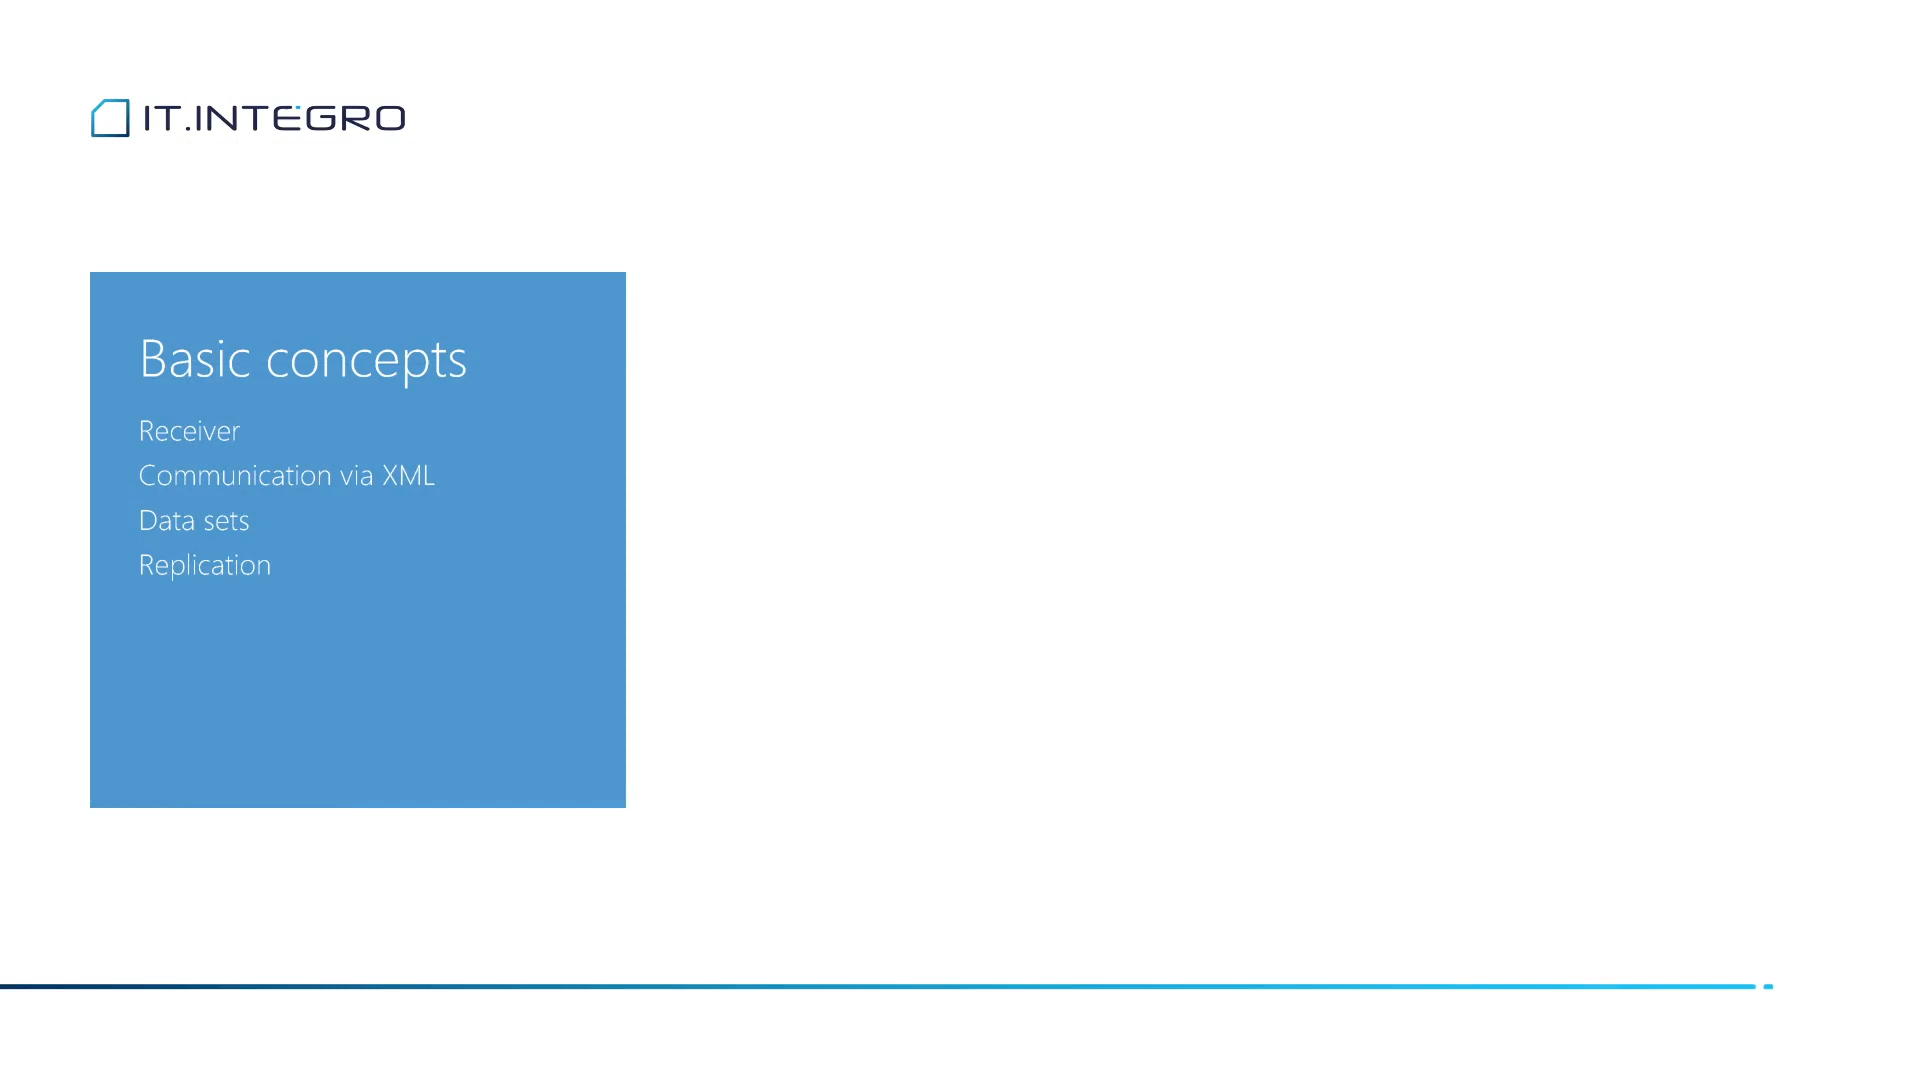 IT.INTEGRO
Basic concepts
Receiver
Communication via XML
Data sets
Replication